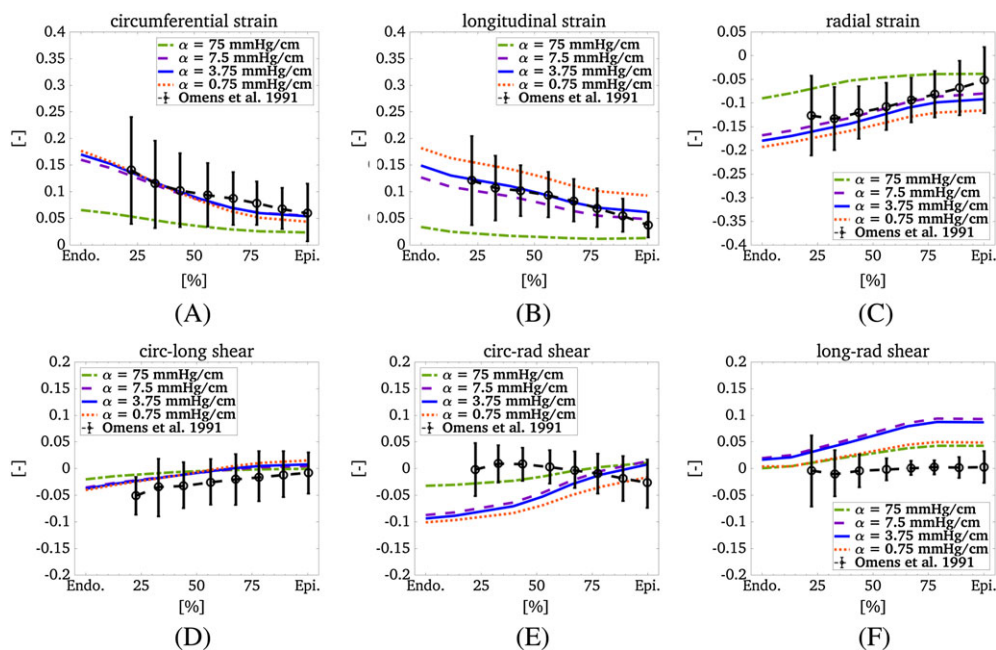 circumferential strain
0.4
0.35
0.3
0.25
0.2
0.15
0.1
0.05
0
[-]
α = 75 mmHg/cm
α = 7.5 mmHg/cm
α = 3.75 mmHg/cm
α = 0.75 mmHg/cm
Omens et al. 1991
Endo. 25 50 75 Epi.
[%]
(A)
longitudinal strain
0.4
0.35
0.3
0.25
0.2
0.15
0.1
0.05
0
α = 75 mmHg/cm
α = 7.5 mmHg/cm
α = 3.75 mmHg/cm
α = 0.75 mmHg/cm
Omens et al. 1991
Endo. 25 50 75 Epi.
[%]
(B)
radial strain
0
-0.05
-0.1
-0.15
-0.2
-0.25
-0.3
-0.35
-0.4
[-]
α = 75 mmHg/cm
α = 7.5 mmHg/cm
α = 3.75 mmHg/cm
α = 0.75 mmHg/cm
Omens et al. 1991
Endo. 25 50 75 Epi.
[%]
(C)
circ-long shear
0.2
0.15
0.1
0.05
0
-0.05
-0.1
-0.15
-0.2
[-]
α = 75 mmHg/cm
α = 7.5 mmHg/cm
α = 3.75 mmHg/cm
α = 0.75 mmHg/cm
Omens et al. 1991
Endo. 25 50 75 Epi.
[%]
(D)
circ-rad shear
0.2
0.15
0.1
0.05
0
-0.05
-0.1
-0.15
-0.2
[-]
α = 75 mmHg/cm
α = 7.5 mmHg/cm
α = 3.75 mmHg/cm
α = 0.75 mmHg/cm
Omens et al. 1991
Endo. 25 50 75 Epi.
[%]
(E)
long-rad shear
0.2
0.15
0.1
0.05
0
-0.05
-0.1
-0.15
-0.2
[-]
α = 75 mmHg/cm
α = 7.5 mmHg/cm
α = 3.75 mmHg/cm
α = 0.75 mmHg/cm
Omens et al. 1991
Endo. 25 50 75 Epi.
[%]
(F)